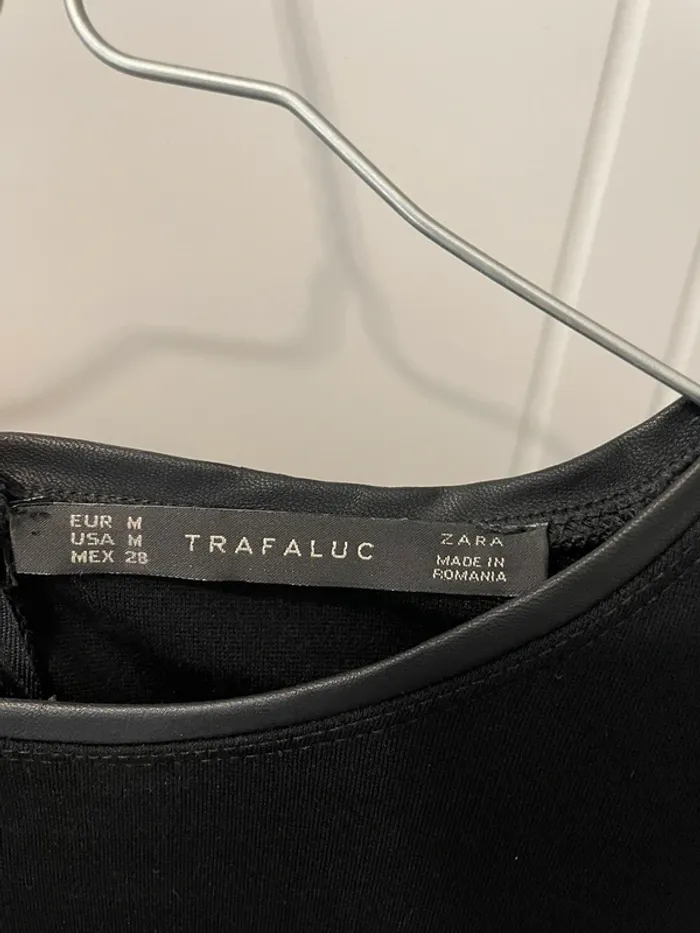 EUR M
USA M
MEX 28
TRAFALUC
ZARA
MADE IN
ROMANIA